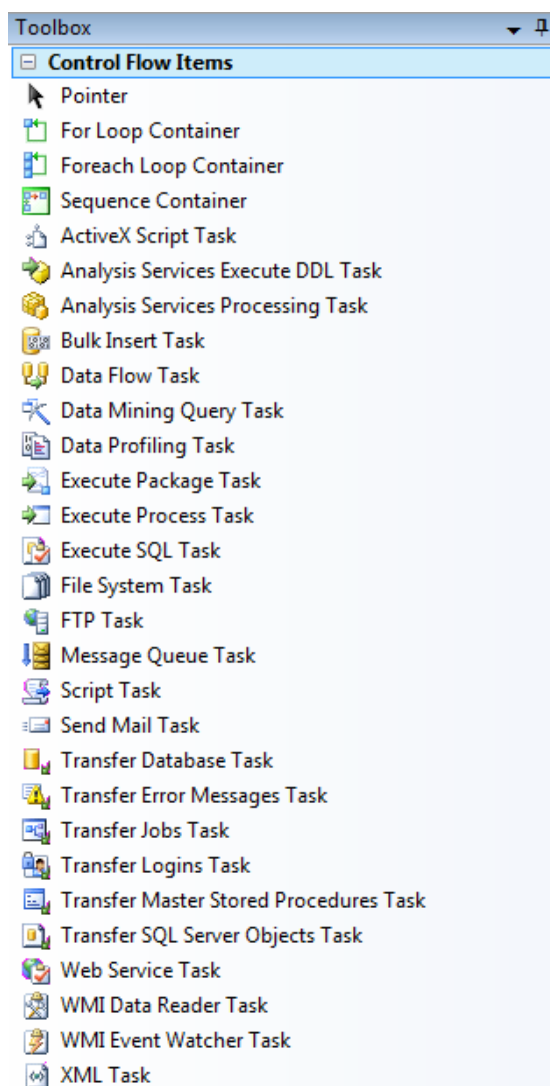 Toolbox
Control Flow Items
Pointer
For Loop Container
Foreach Loop Container
Sequence Container
ActiveX Script Task
Analysis Services Execute DDL Task
Analysis Services Processing Task
Bulk Insert Task
Data Flow Task
Data Mining Query Task
Data Profiling Task
Execute Package Task
Execute Process Task
Execute SQL Task
File System Task
FTP Task
Message Queue Task
Script Task
Send Mail Task
Transfer Database Task
Transfer Error Messages Task
Transfer Jobs Task
Transfer Logins Task
Transfer Master Stored Procedures Task
Transfer SQL Server Objects Task
Web Service Task
WMI Data Reader Task
WMI Event Watcher Task
XML Task